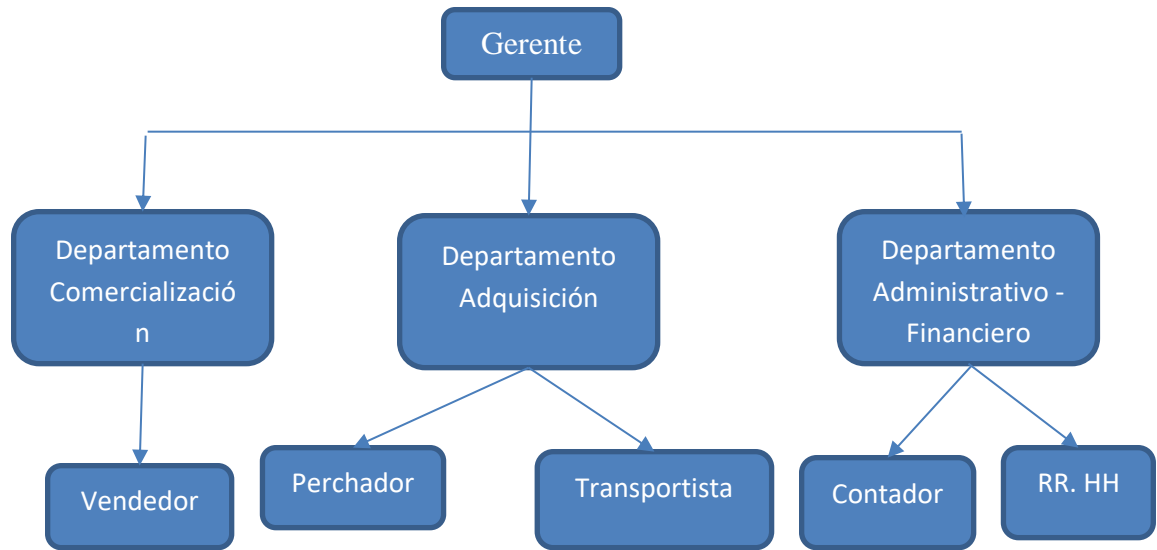 Gerente
Departamento
Comercializació
n
Departamento
Adquisición
Departamento
Administrativo -
Financiero
Vendedor
Perchador
Transportista
Contador
RR. HH